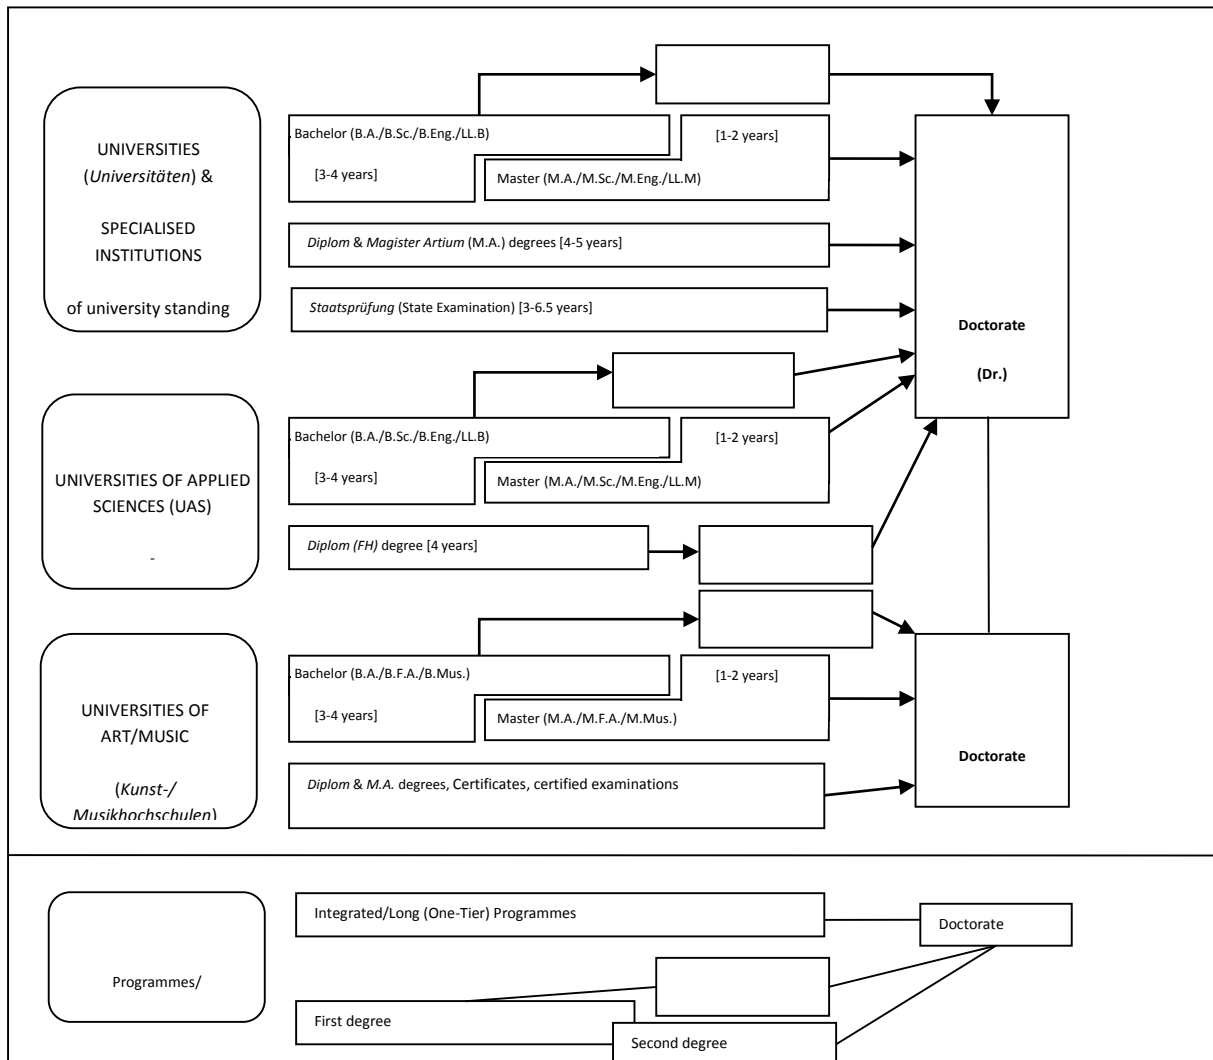 UNIVERSITIES
(Universitäten) &
SPECIALISED
INSTITUTIONS
of university standing
. Bachelor (B.A./B.Sc./B.Eng./LL.B)
[3-4 years]
[1-2 years]
Master (M.A./M.Sc./M.Eng./LL.M)
Diplom & Magister Artium (M.A.) degrees [4-5 years]
Staatsprüfung (State Examination) [3-6.5 years]
Doctorate
(Dr.)
UNIVERSITIES OF APPLIED
SCIENCES (UAS)
-
. Bachelor (B.A./B.Sc./B.Eng./LL.B)
[3-4 years]
[1-2 years]
Master (M.A./M.Sc./M.Eng./LL.M)
Diplom (FH) degree [4 years]
UNIVERSITIES OF
ART/MUSIC
(Kunst-/
Musikhochschulen)
. Bachelor (B.A./B.F.A./B.Mus.)
[3-4 years]
[1-2 years]
Master (M.A./M.F.A./M.Mus.)
Diplom & M.A. degrees, Certificates, certified examinations
Doctorate
Programmes/
Integrated/Long (One-Tier) Programmes
Doctorate
First degree
Second degree